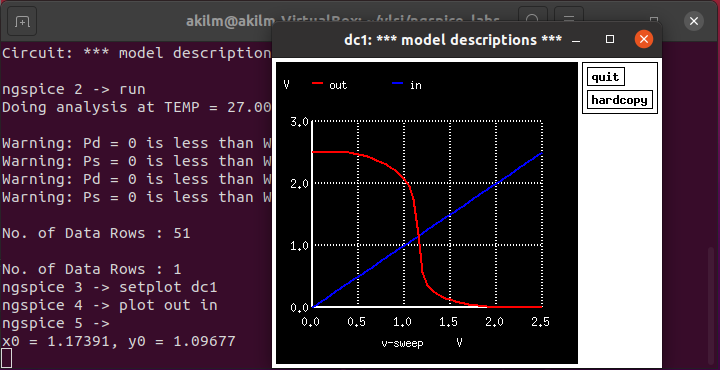 akilm@akilm-VirtualBox: ~/vlsi/ngspice_labs
Circuit: *** model description
ngspice 2 -> run
Doing analysis at TEMP = 27.00
Warning: Pd = 0 is less than W
Warning: Ps = 0 is less than W
Warning: Pd = 0 is less than W
Warning: Ps = 0 is less than W
No. of Data Rows : 51
No. of Data Rows : 1
ngspice 3 -> setplot dc1
ngspice 4 -> plot out in
ngspice 5 ->
x0 = 1.17391, y0 = 1.09677
dc1: *** model descriptions ***
V out in
quit
hardcopy
3.0
2.0
1.0
0.0
0.0 0.5 1.0 1.5 2.0 2.5
v-sweep V